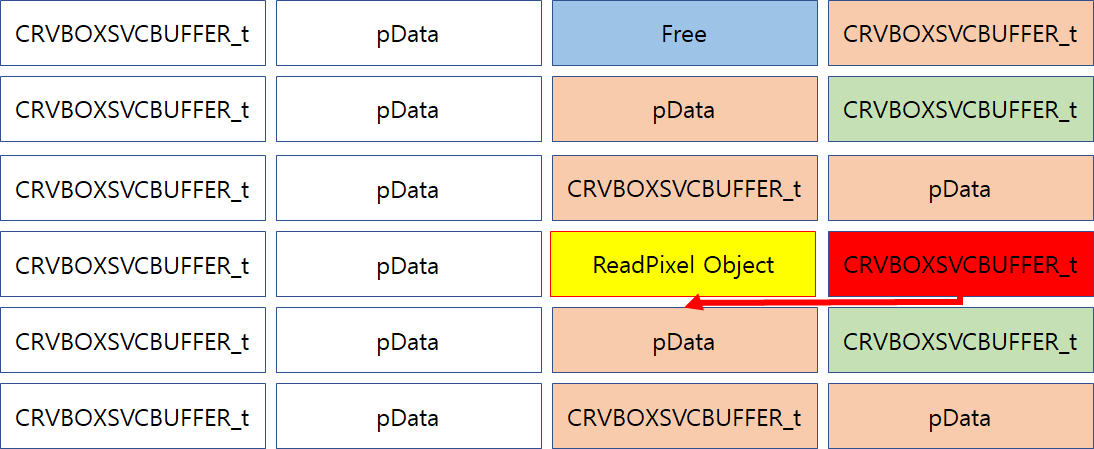 CRVBOXSVCBUFFER_t pData Free CRVBOXSVCBUFFER_t
CRVBOXSVCBUFFER_t pData pData CRVBOXSVCBUFFER_t
CRVBOXSVCBUFFER_t pData CRVBOXSVCBUFFER_t pData
CRVBOXSVCBUFFER_t pData ReadPixel Object CRVBOXSVCBUFFER_t
CRVBOXSVCBUFFER_t pData pData CRVBOXSVCBUFFER_t
CRVBOXSVCBUFFER_t pData CRVBOXSVCBUFFER_t pData